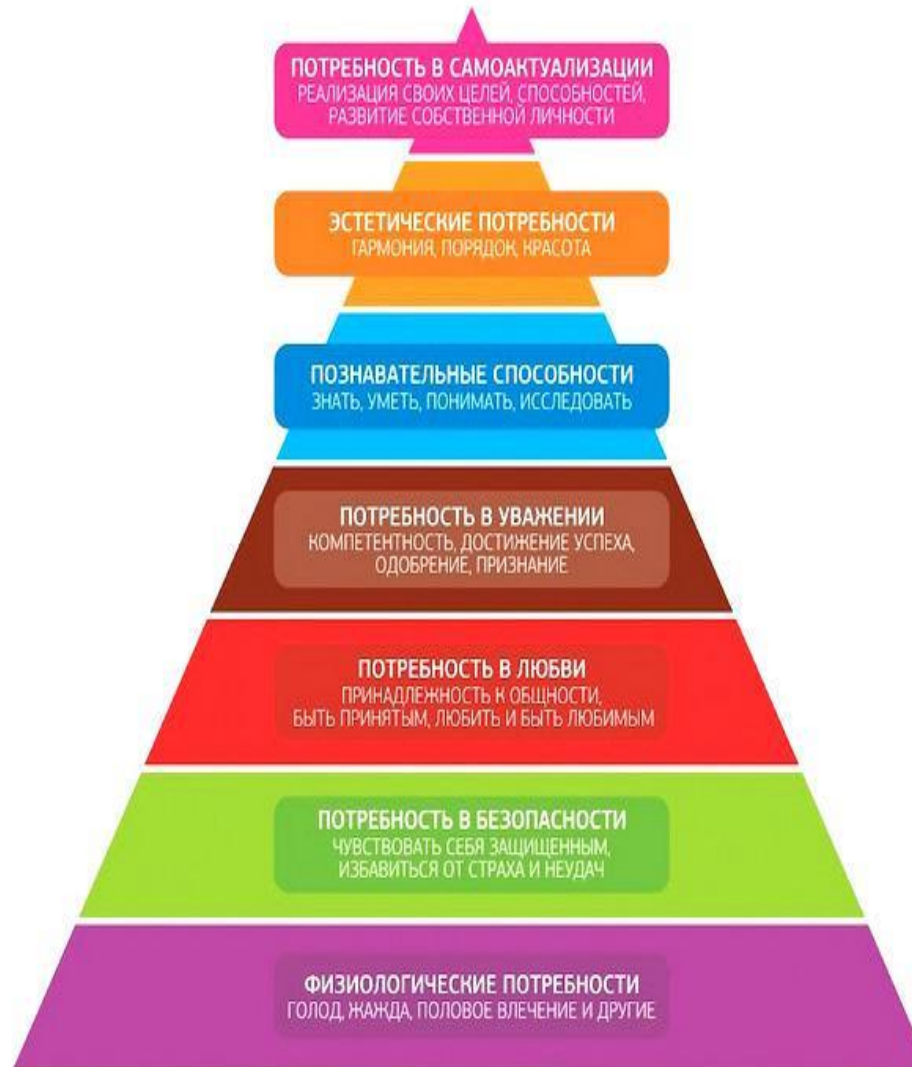 ПОТРЕБНОСТЬ В САМОАКТУАЛИЗАЦИИ
РЕАЛИЗАЦИЯ СВОИХ ЦЕЛЕЙ, СПОСОБНОСТЕЙ,
РАЗВИТИЕ СОБСТВЕННОЙ ЛИЧНОСТИ
ЭСТЕТИЧЕСКИЕ ПОТРЕБНОСТИ
ГАРМОНИЯ, ПОРЯДОК, КРАСОТА
ПОЗНАВАТЕЛЬНЫЕ СПОСОБНОСТИ
ЗНАТЬ, УМЕТЬ, ПОНИМАТЬ, ИССЛЕДОВАТЬ
ПОТРЕБНОСТЬ В УВАЖЕНИИ
КОМПЕТЕНТНОСТЬ, ДОСТИЖЕНИЕ УСПЕХА,
ОДОБРЕНИЕ, ПРИЗНАНИЕ
ПОТРЕБНОСТЬ В ЛЮБВИ
ПРИНАДЛЕЖНОСТЬ К ОБЩНОСТИ,
БЫТЬ ПРИНЯТЫМ, ЛЮБИТЬ И БЫТЬ ЛЮБИМЫМ
ПОТРЕБНОСТЬ В БЕЗОПАСНОСТИ
ЧУВСТВОВАТЬ СЕБЯ ЗАЩИЩЕННЫМ,
ИЗБАВИТЬСЯ ОТ СТРАХА И НЕУДАЧ
ФИЗИОЛОГИЧЕСКИЕ ПОТРЕБНОСТИ
ГОЛОД, ЖАЖДА, ПОЛОВОЕ ВЛЕЧЕНИЕ И ДРУГИЕ